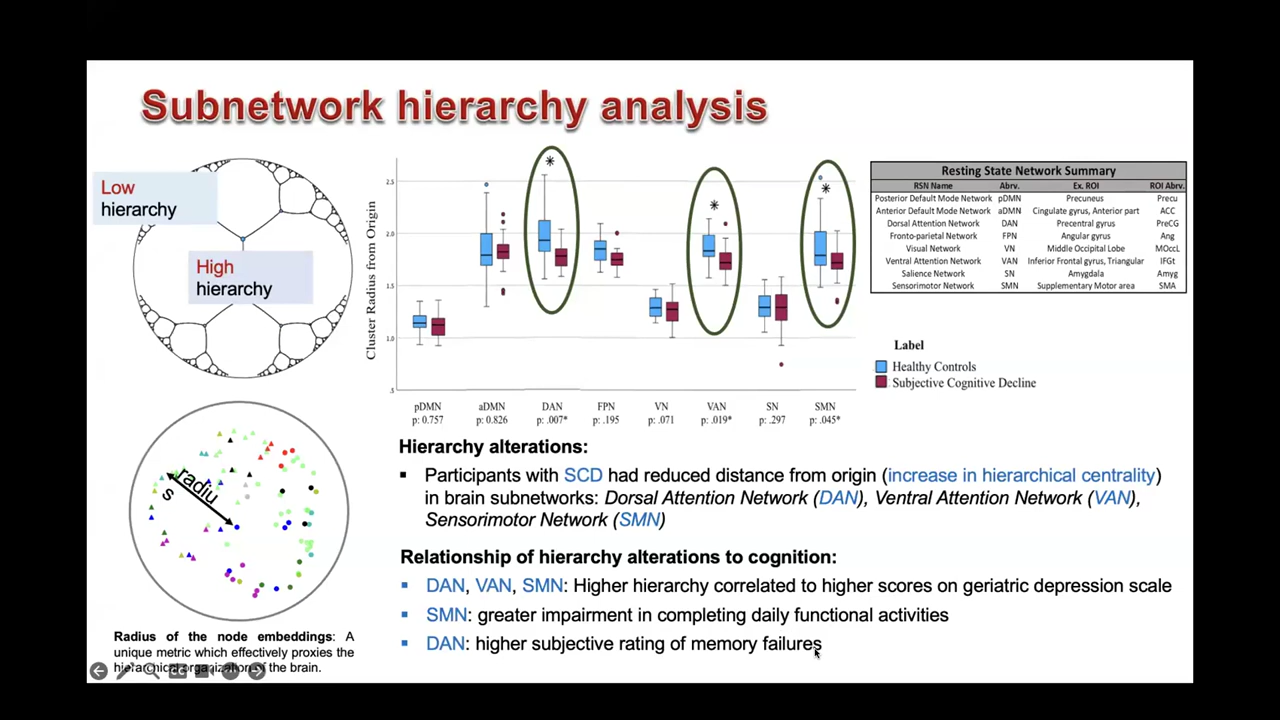 Subnetwork hierarchy analysis
Low
hierarchy
High
hierarchy
radiu
s
Radius of the node embeddings: A
unique metric which effectively proxies the
hierarchical organization of the brain.
Cluster Radius from Origin
2.5
2.0
1.5
1.0
.5
*
*
*
pDMN aDMN DAN FPN VN VAN SN SMN
p: 0.757 p: 0.826 p: .007* p: .195 p: .071 p: .019* p: .297 p: .045*
Resting State Network Summary
RSN Name Abrv. Ex. ROI ROI Abrv.
Posterior Default Mode Network pDMN Precuneus Precu
Anterior Default Mode Network aDMN Cingulate gyrus, Anterior part ACC
Dorsal Attention Network DAN Precentral gyrus PreCG
Fronto-parietal Network FPN Angular gyrus Ang
Visual Network VN Middle Occipital Lobe MOccL
Ventral Attention Network VAN Inferior Frontal gyrus, Triangular IFGt
Salience Network SN Amygdala Amyg
Sensorimotor Network SMN Supplementary Motor area SMA
Label
Healthy Controls
Subjective Cognitive Decline
Hierarchy alterations:
▪ Participants with SCD had reduced distance from origin (increase in hierarchical centrality)
in brain subnetworks: Dorsal Attention Network (DAN), Ventral Attention Network (VAN),
Sensorimotor Network (SMN)
Relationship of hierarchy alterations to cognition:
▪ DAN, VAN, SMN: Higher hierarchy correlated to higher scores on geriatric depression scale
▪ SMN: greater impairment in completing daily functional activities
▪ DAN: higher subjective rating of memory failures